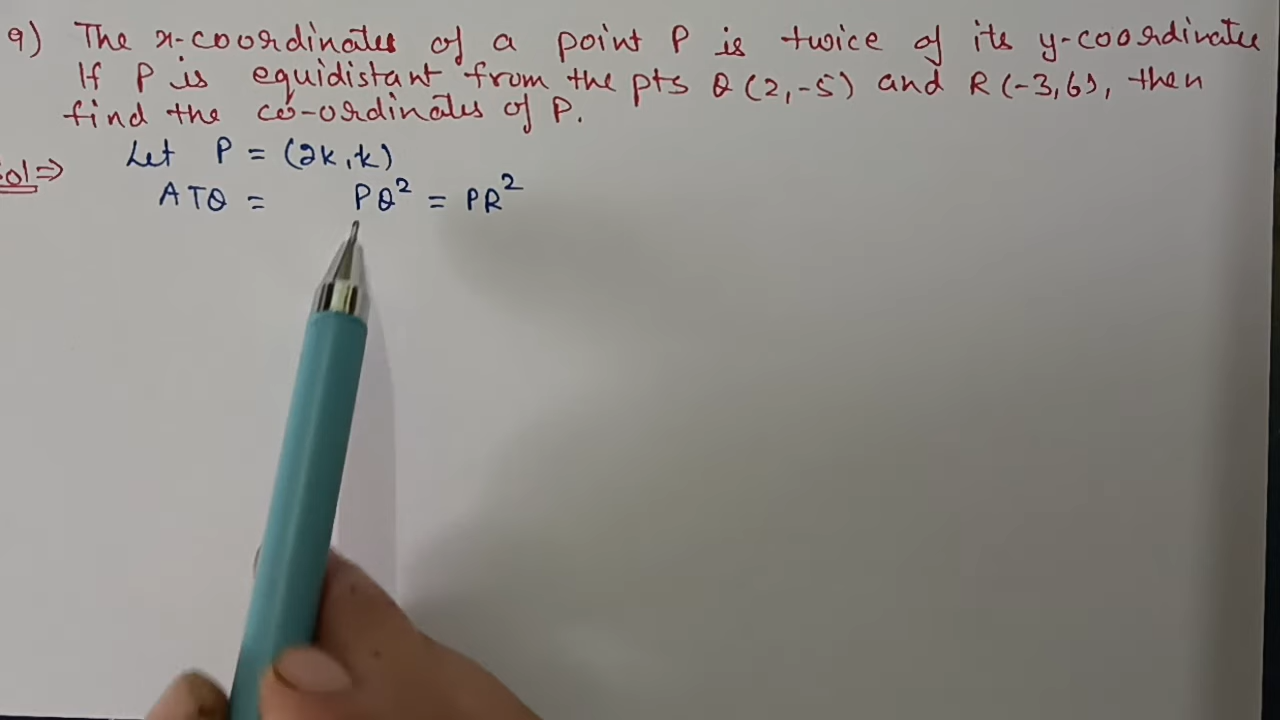 9) The x-coordinates of a point P is twice of its y-coordinates
If P is equidistant from the pts Q(2,-5) and R(-3,6), then
find the co-ordinates of P.
Sol⇒ Let P = (2k, k)
ATQ = PQ² = PR²